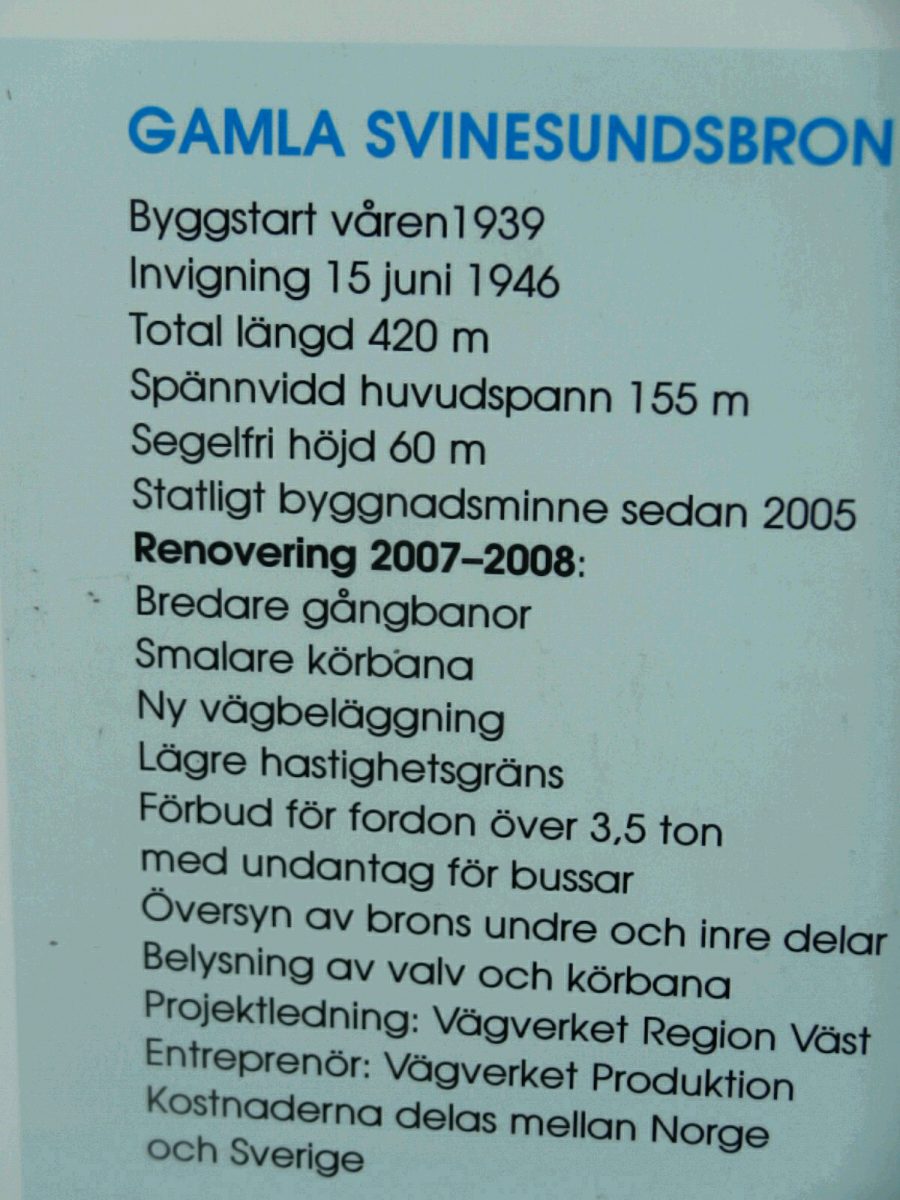 GAMLA SVINESUNDSBRON
Byggstart våren1939
Invigning 15 juni 1946
Total längd 420 m
Spännvidd huvudspann 155 m
Segelfri höjd 60 m
Statligt byggnadsminne sedan 2005
Renovering 2007–2008:
Bredare gångbanor
Smalare körbana
Ny vägbeläggning
Lägre hastighetsgräns
Förbud för fordon över 3,5 ton
med undantag för bussar
Översyn av brons undre och inre delar
Belysning av valv och körbana
Projektledning: Vägverket Region Väst
Entreprenör: Vägverket Produktion
Kostnaderna delas mellan Norge
och Sverige